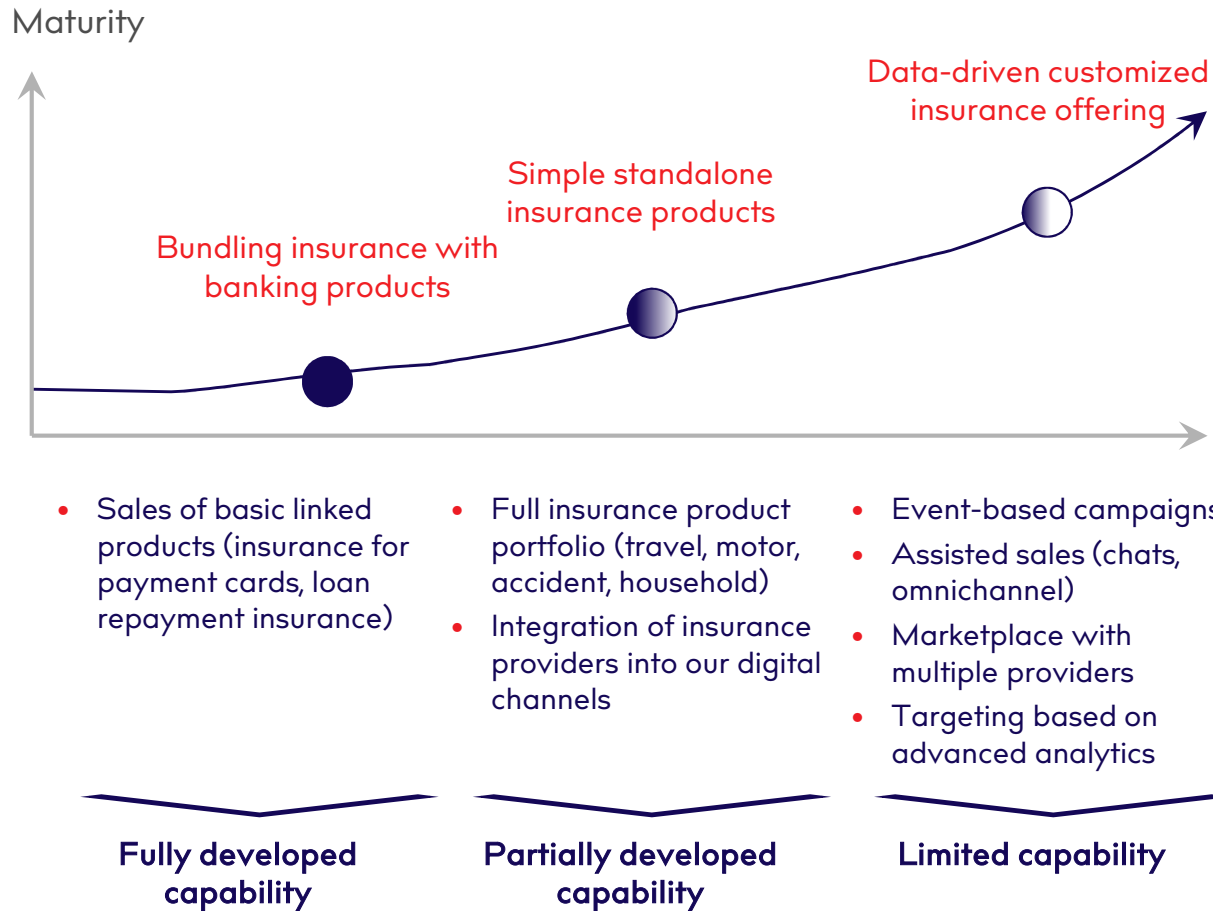 Maturity
Data-driven customized
insurance offering
Simple standalone
insurance products
Bundling insurance with
banking products
• Sales of basic linked
products (insurance for
payment cards, loan
repayment insurance)
• Full insurance product
portfolio (travel, motor,
accident, household)
• Integration of insurance
providers into our digital
channels
• Event-based campaigns
• Assisted sales (chats,
omnichannel)
• Marketplace with
multiple providers
• Targeting based on
advanced analytics
Fully developed
capability
Partially developed
capability
Limited capability